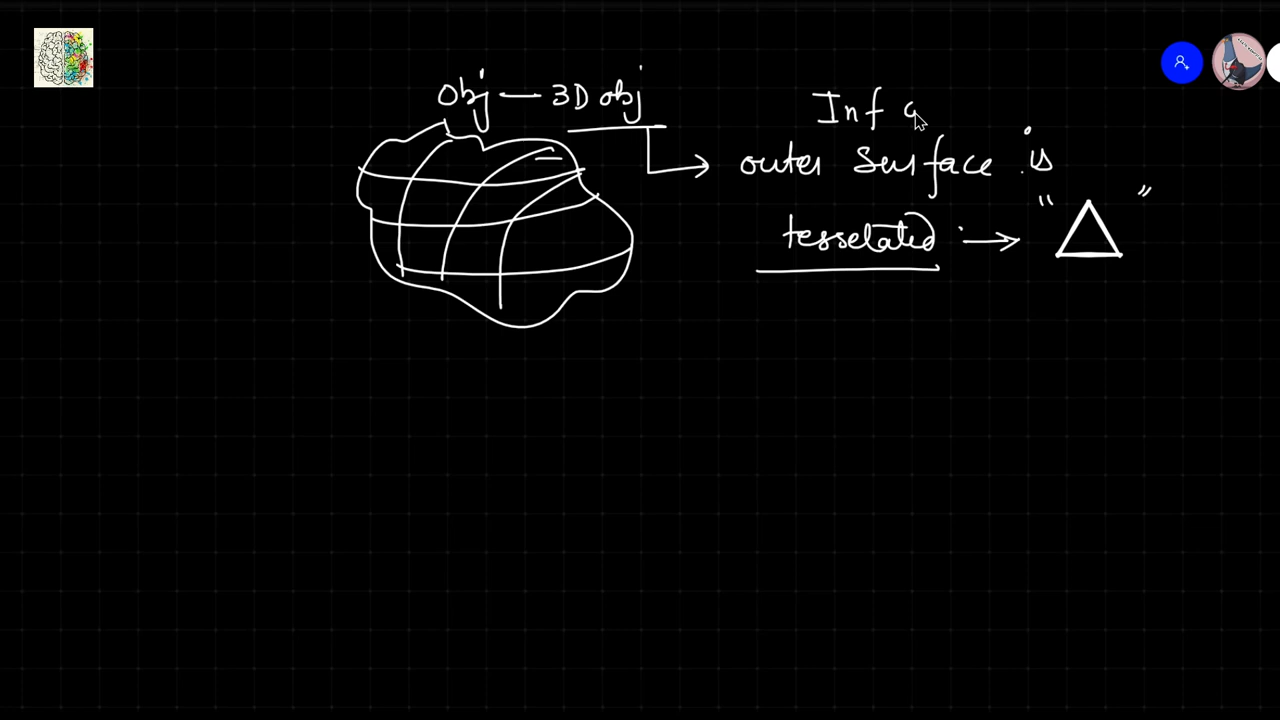 Obj — 3D obj
Inf
outer surface is
tesselated → " △ "